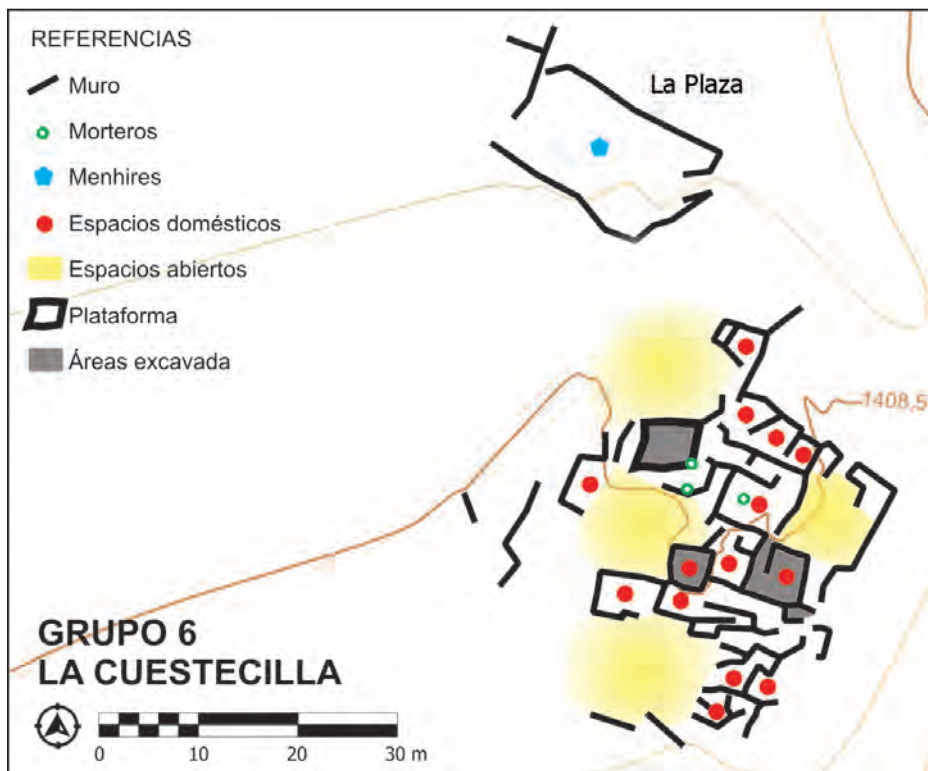 REFERENCIAS
Muro
Morteros
Menhires
Espacios domésticos
Espacios abiertos
Plataforma
Áreas excavada
La Plaza
1408,5
GRUPO 6
LA CUESTECILLA
0 10 20 30 m